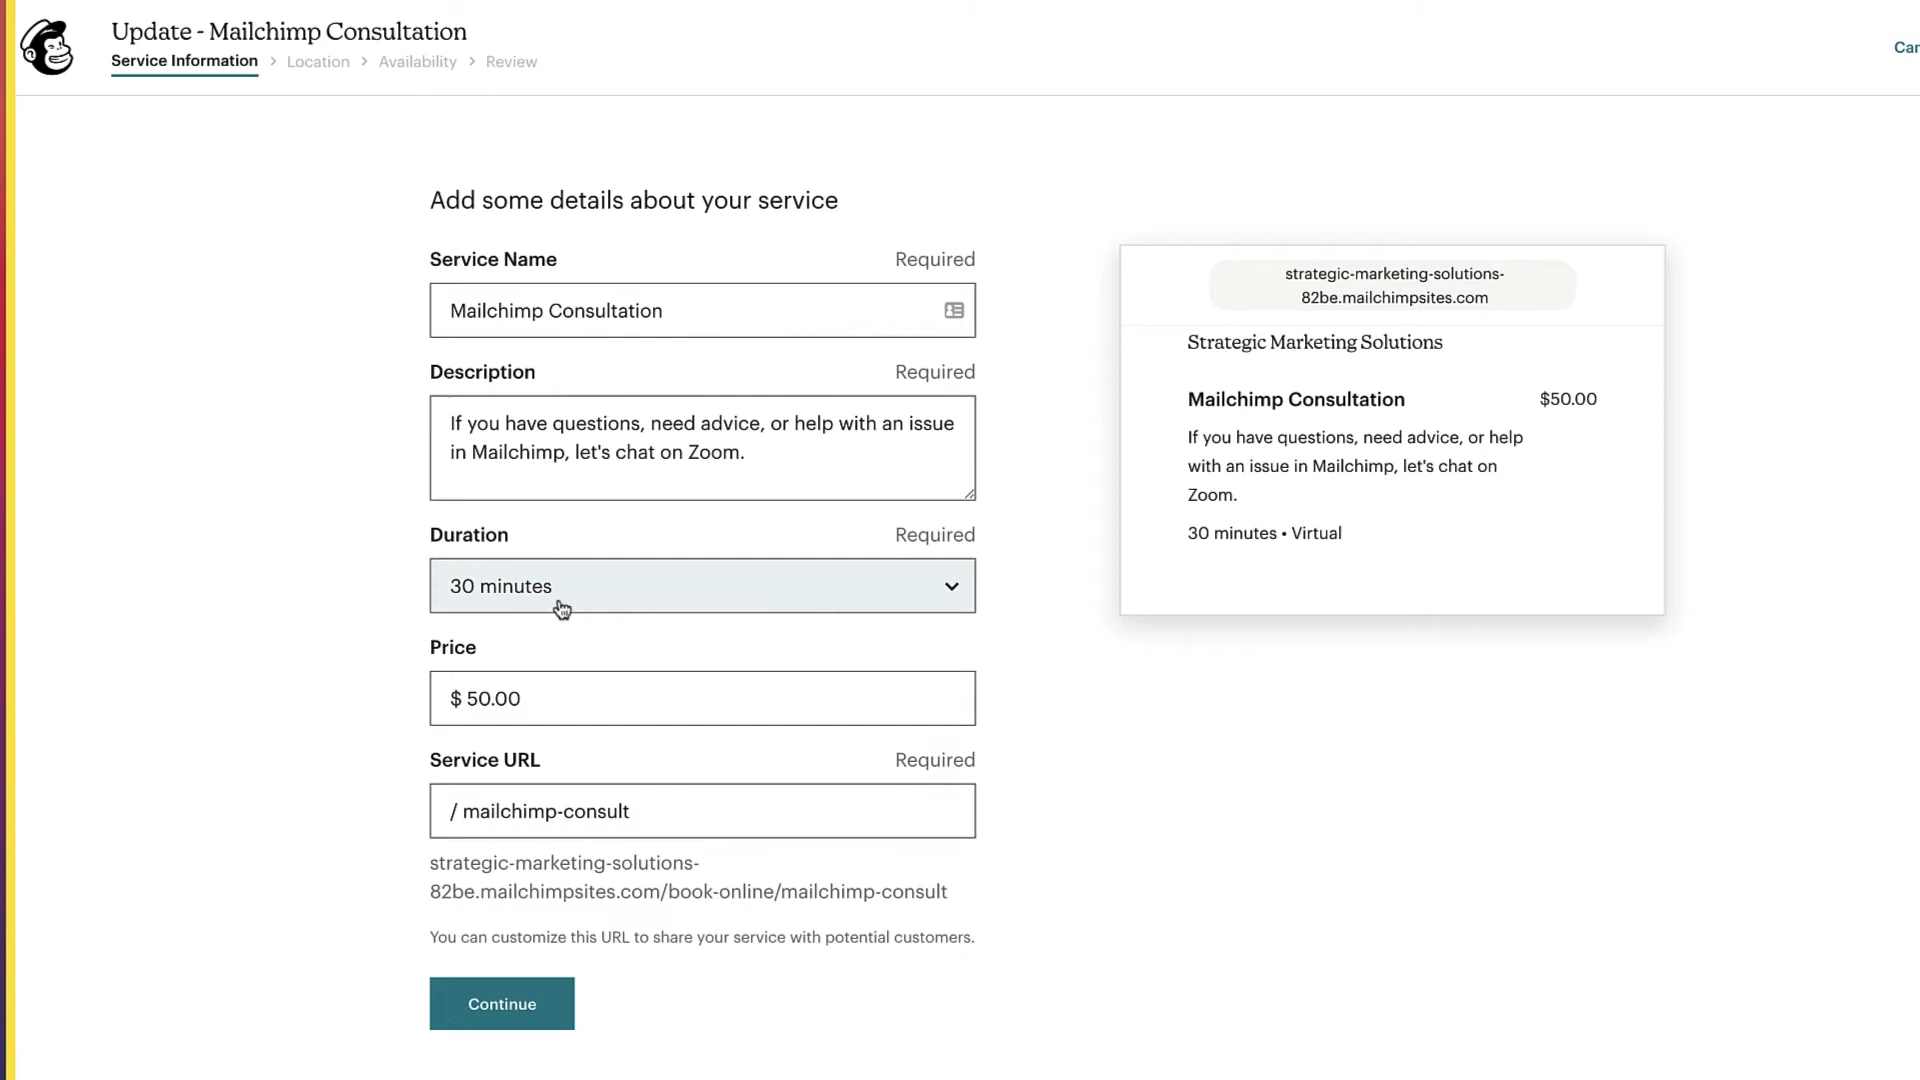 Update - Mailchimp Consultation
Service Information > Location > Availability > Review
Can
Add some details about your service
Service Name Required
Mailchimp Consultation
Description Required
If you have questions, need advice, or help with an issue
in Mailchimp, let's chat on Zoom.
Duration Required
30 minutes
Price
$ 50.00
Service URL Required
/ mailchimp-consult
strategic-marketing-solutions-
82be.mailchimpsites.com/book-online/mailchimp-consult
You can customize this URL to share your service with potential customers.
Continue
strategic-marketing-solutions-
82be.mailchimpsites.com
Strategic Marketing Solutions
Mailchimp Consultation $50.00
If you have questions, need advice, or help
with an issue in Mailchimp, let's chat on
Zoom.
30 minutes • Virtual